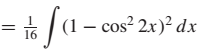 = 1/16 ∫ (1 − cos² 2x)² dx